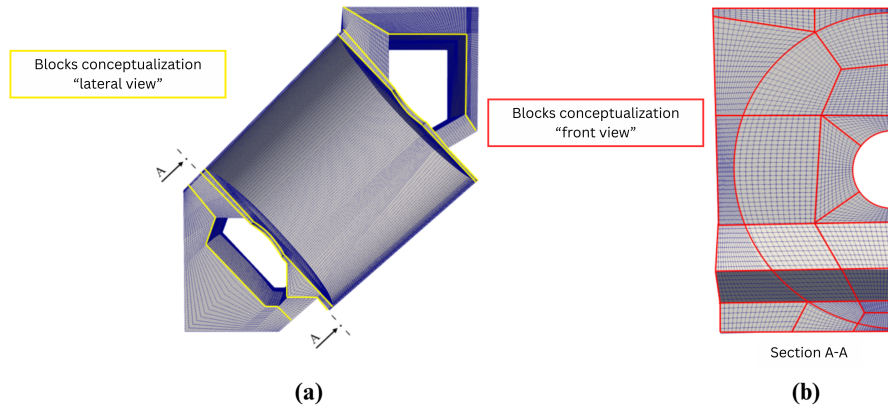 Blocks conceptualization
“lateral view”
Blocks conceptualization
“front view”
A
A
Section A-A
(a)
(b)